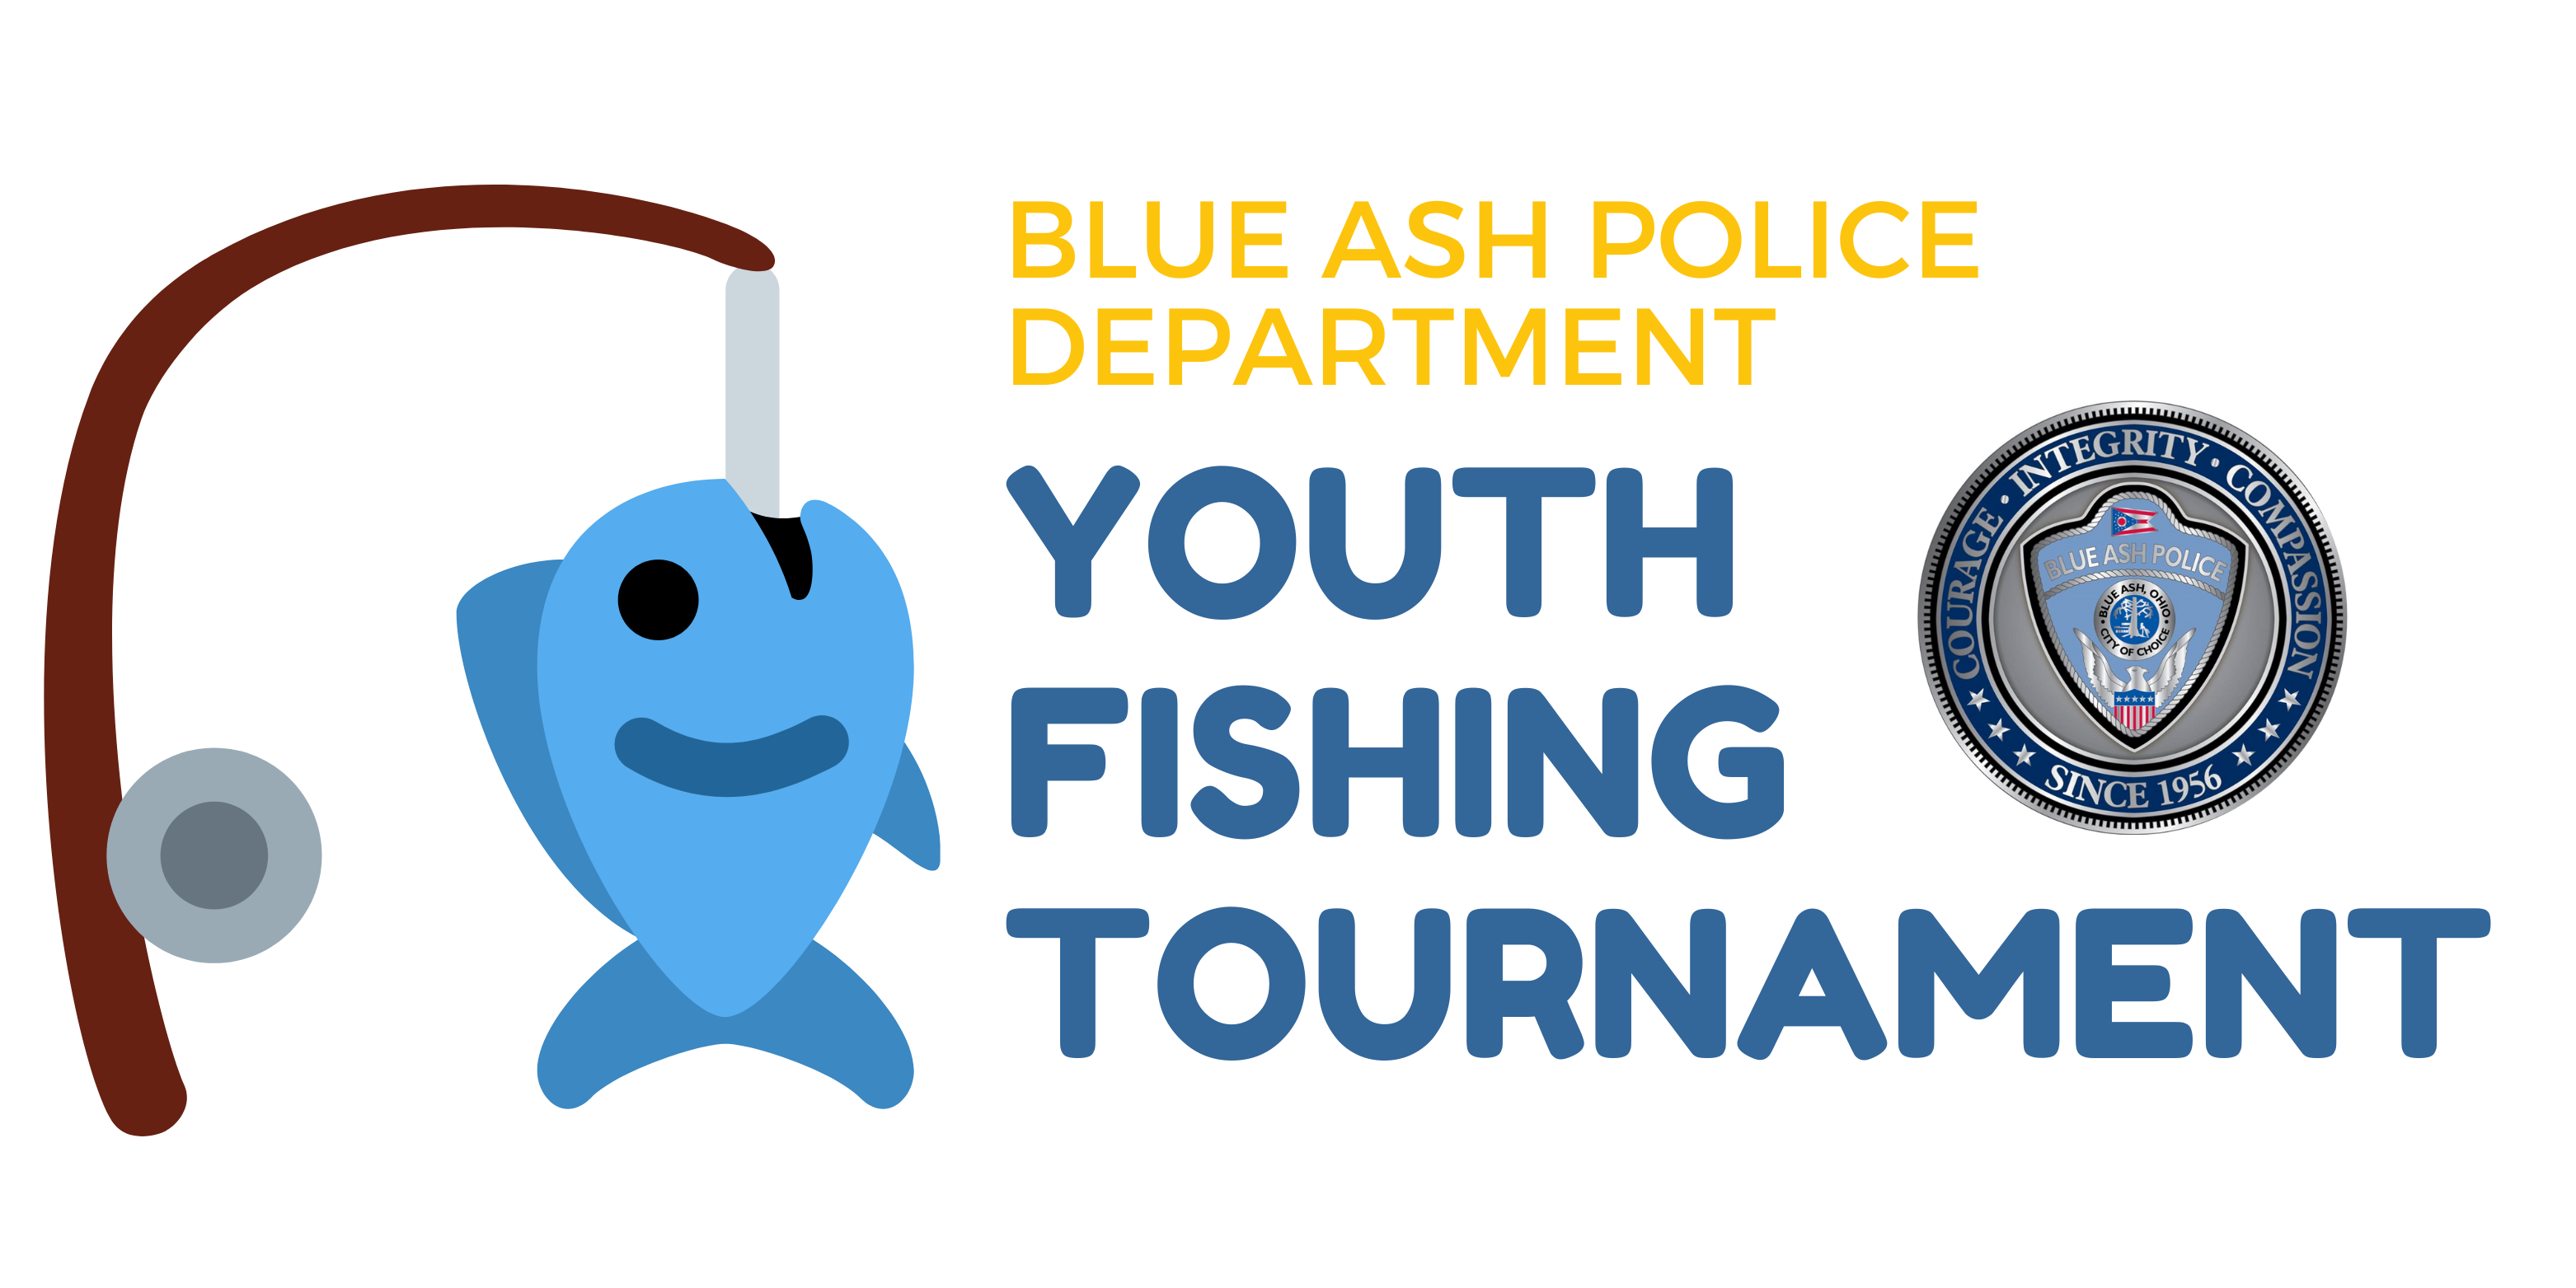 BLUE ASH POLICE
DEPARTMENT
YOUTH
FISHING
TOURNAMENT
COURAGE • INTEGRITY • COMPASSION
BLUE ASH POLICE
BLUE ASH, OHIO
CITY OF CHOICE
SINCE 1956